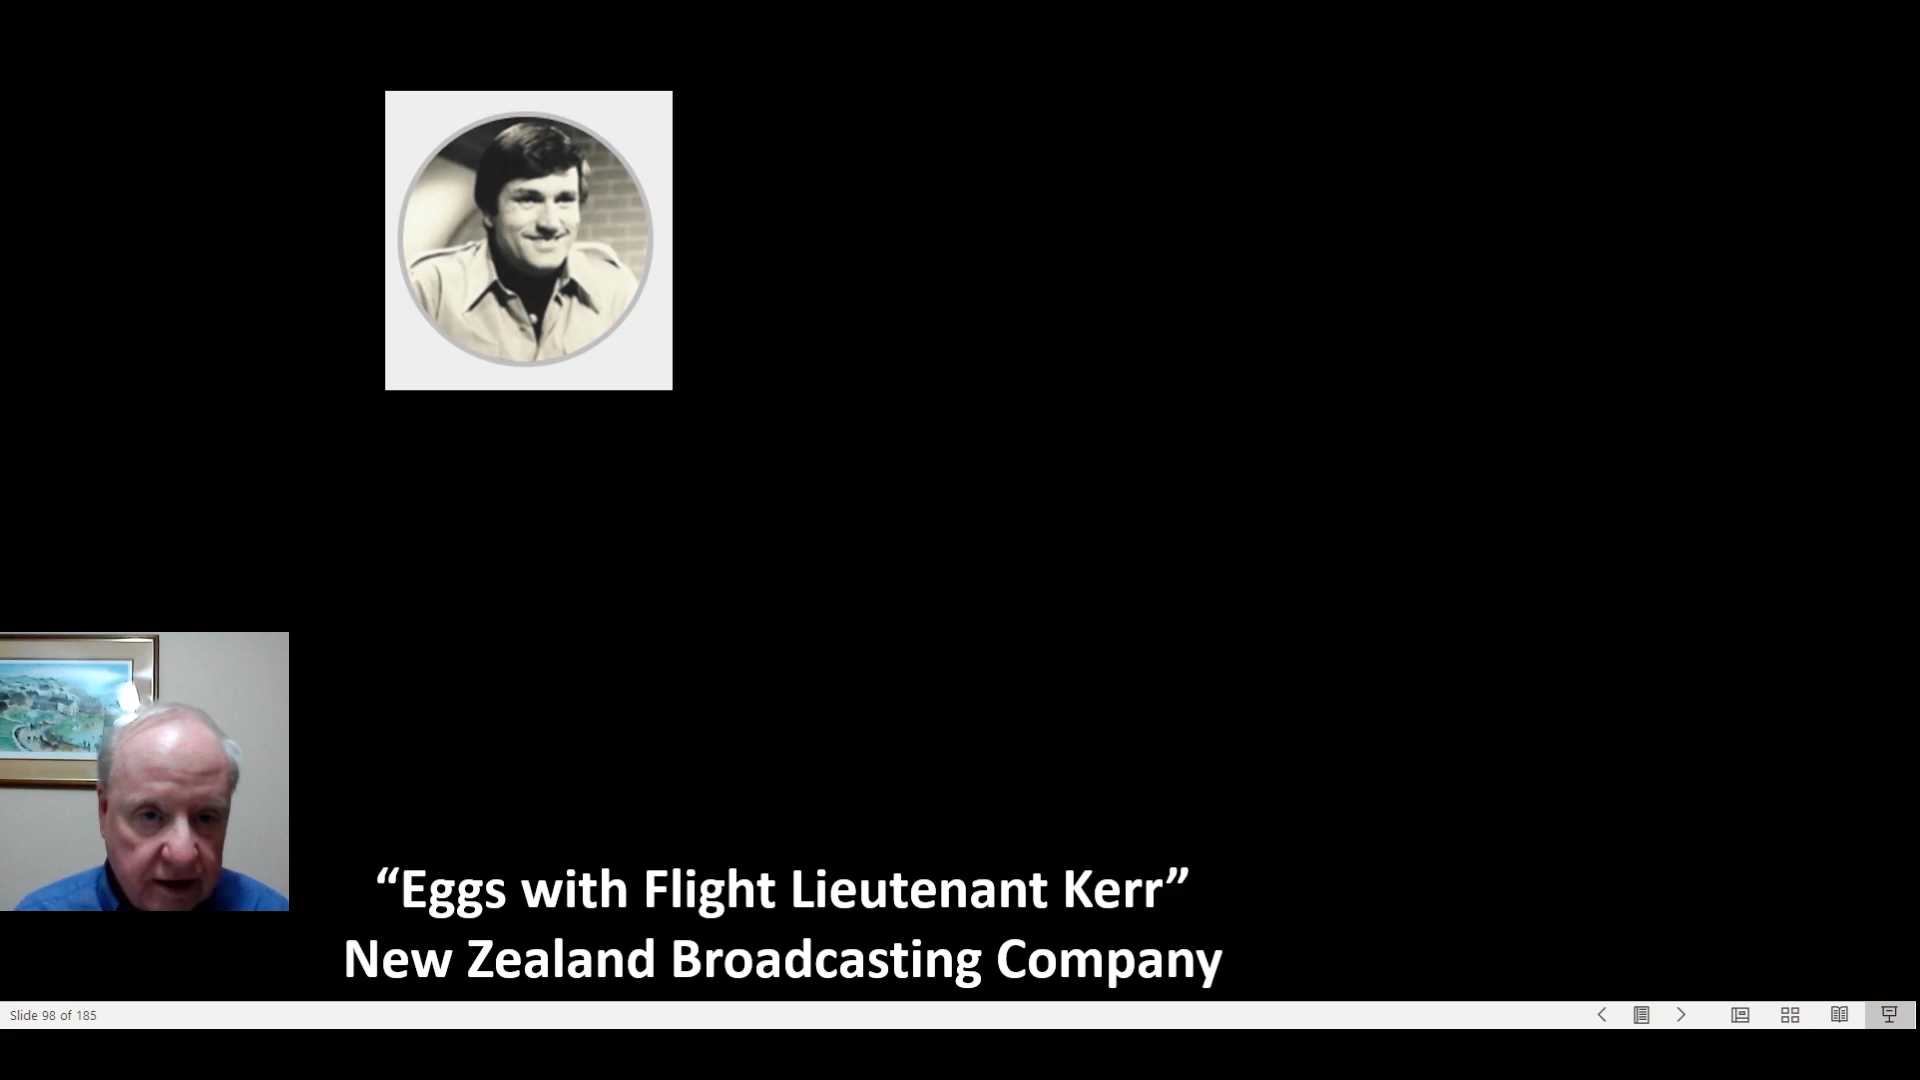 “Eggs with Flight Lieutenant Kerr”
New Zealand Broadcasting Company
Slide 98 of 185